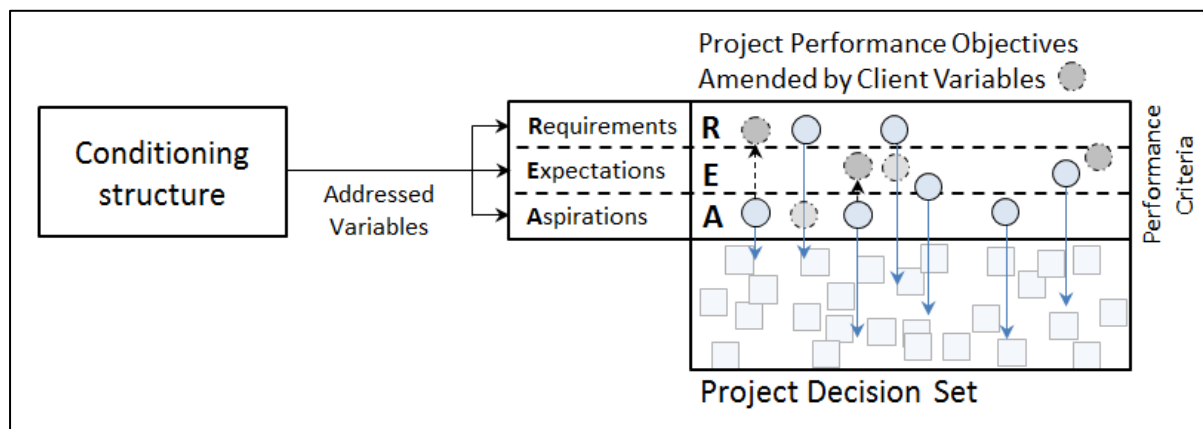 Project Performance Objectives
Amended by Client Variables
Conditioning
structure
Addressed
Variables
Requirements
Expectations
Aspirations
R
E
A
Performance
Criteria
Project Decision Set